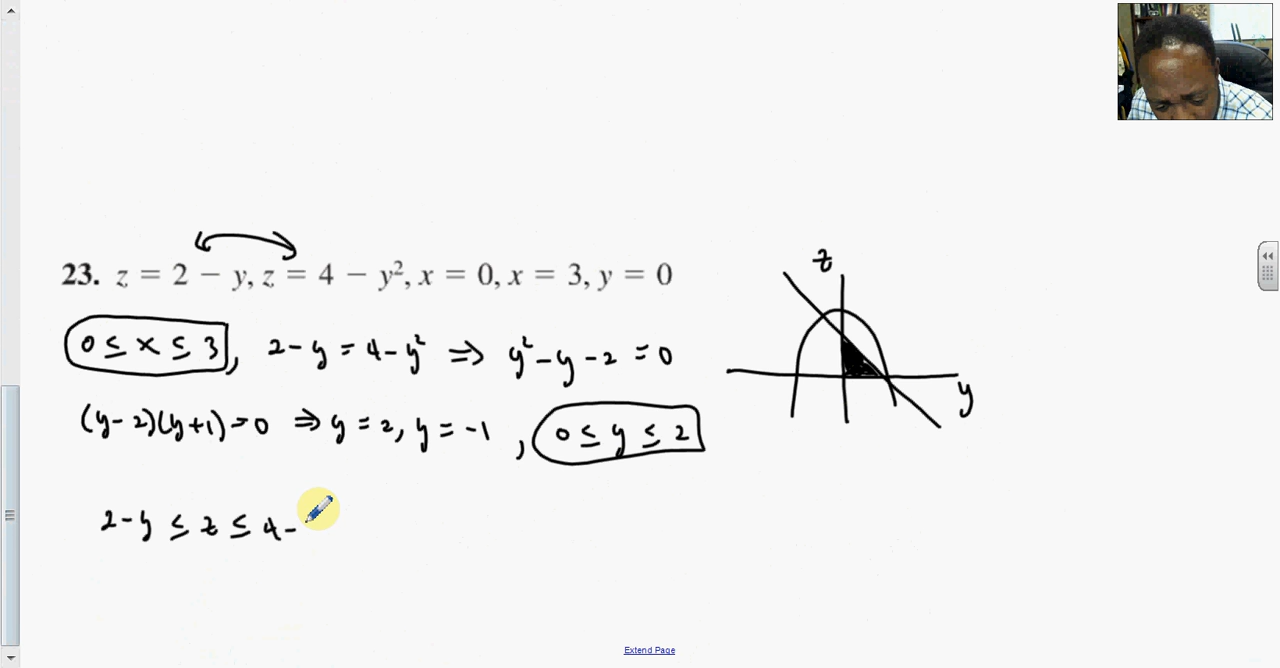 23. z = 2 − y, z = 4 − y², x = 0, x = 3, y = 0
0 ≤ x ≤ 3, 2-y = 4-y² ⇒ y²-y-2 = 0
(y-2)(y+1)=0 ⇒ y = 2, y = -1, 0 ≤ y ≤ 2
2-y ≤ z ≤ 4-
z
y
Extend Page